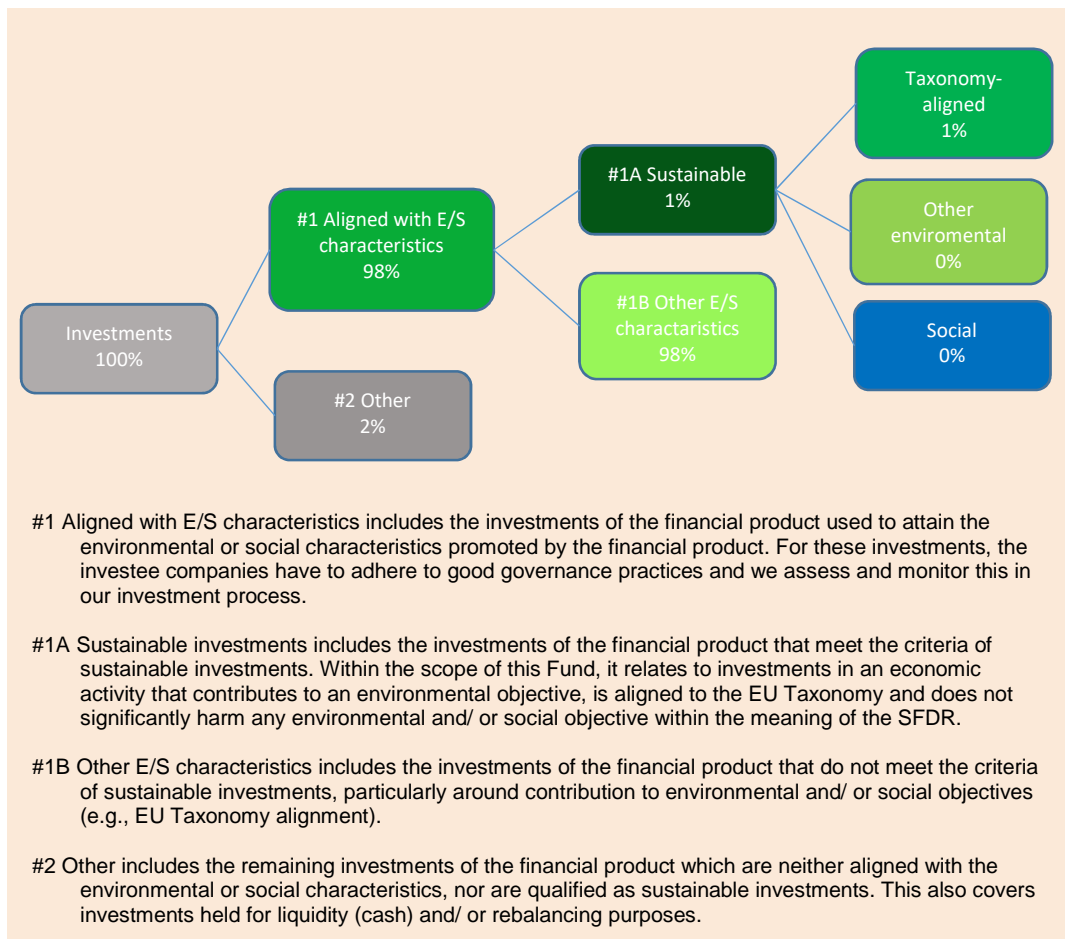 Taxonomy-
aligned
1%
#1A Sustainable
1%
#1 Aligned with E/S
characteristics
98%
Other
enviromental
0%
#1B Other E/S
charactaristics
98%
Investments
100%
Social
0%
#2 Other
2%
#1 Aligned with E/S characteristics includes the investments of the financial product used to attain the
environmental or social characteristics promoted by the financial product. For these investments, the
investee companies have to adhere to good governance practices and we assess and monitor this in
our investment process.
#1A Sustainable investments includes the investments of the financial product that meet the criteria of
sustainable investments. Within the scope of this Fund, it relates to investments in an economic
activity that contributes to an environmental objective, is aligned to the EU Taxonomy and does not
significantly harm any environmental and/ or social objective within the meaning of the SFDR.
#1B Other E/S characteristics includes the investments of the financial product that do not meet the criteria
of sustainable investments, particularly around contribution to environmental and/ or social objectives
(e.g., EU Taxonomy alignment).
#2 Other includes the remaining investments of the financial product which are neither aligned with the
environmental or social characteristics, nor are qualified as sustainable investments. This also covers
investments held for liquidity (cash) and/ or rebalancing purposes.